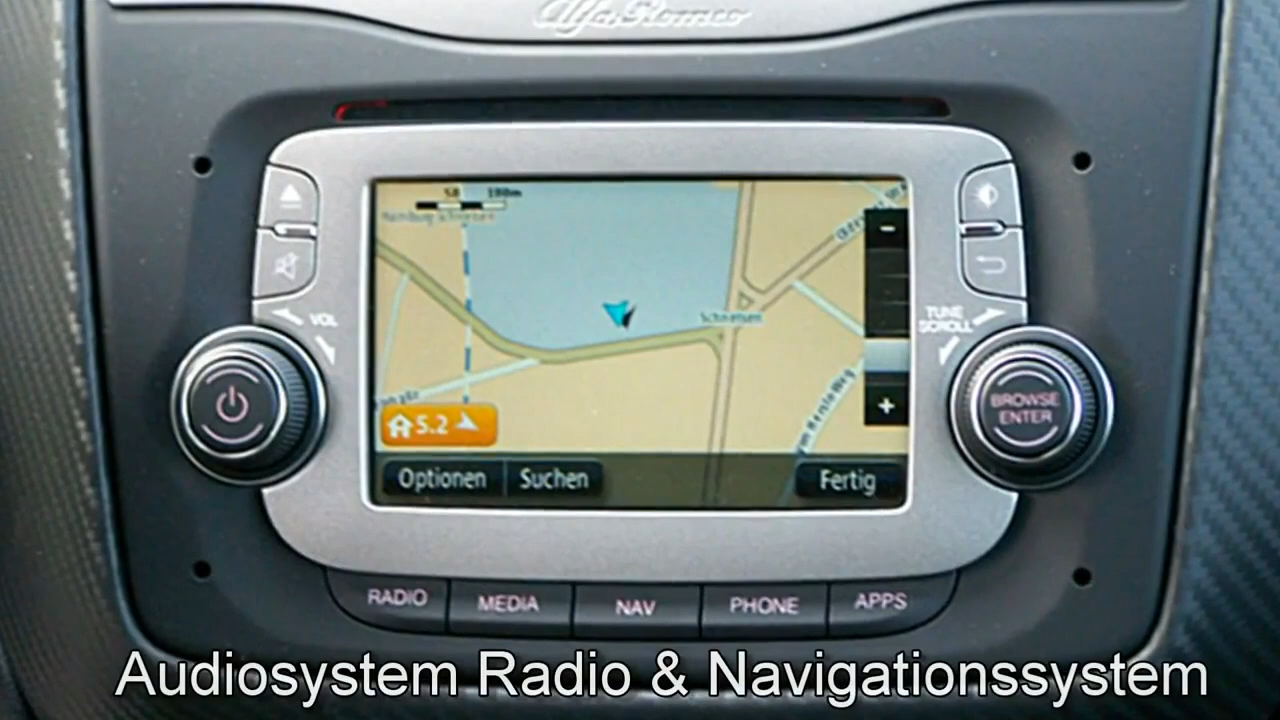 Alfa Romeo
VOL
TUNE
SCROLL
Schriesen
BROWSE
ENTER
5.2
Optionen
Suchen
Fertig
RADIO
MEDIA
NAV
PHONE
APPS
Audiosystem Radio & Navigationssystem